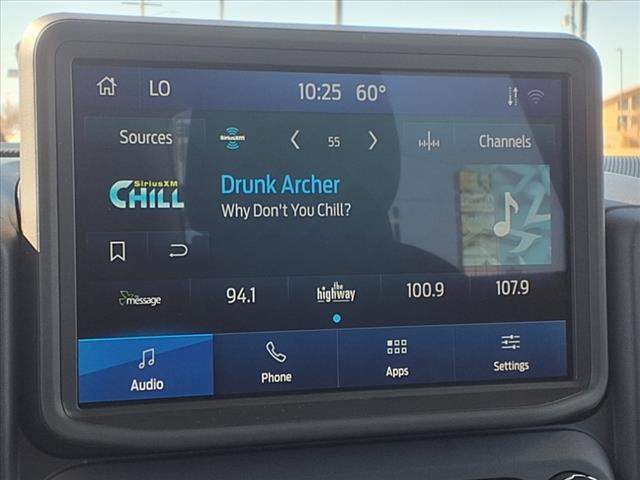 LO 10:25 60°
Sources SiriusXM 55 Channels
SiriusXM
CHILL
Drunk Archer
Why Don't You Chill?
the message 94.1 the highway 100.9 107.9
Audio Phone Apps Settings